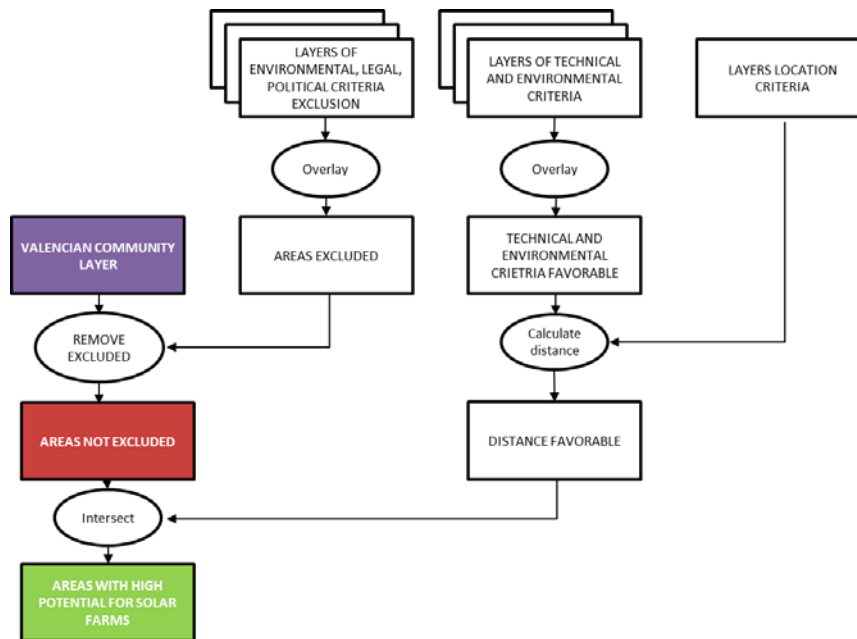 LAYERS OF
ENVIRONMENTAL, LEGAL,
POLITICAL CRITERIA
EXCLUSION
LAYERS OF TECHNICAL
AND ENVIRONMENTAL
CRITERIA
LAYERS LOCATION
CRITERIA
Overlay
Overlay
VALENCIAN COMMUNITY
LAYER
AREAS EXCLUDED
TECHNICAL AND
ENVIRONMENTAL
CRIETRIA FAVORABLE
REMOVE
EXCLUDED
Calculate
distance
AREAS NOT EXCLUDED
DISTANCE FAVORABLE
Intersect
AREAS WITH HIGH
POTENTIAL FOR SOLAR
FARMS